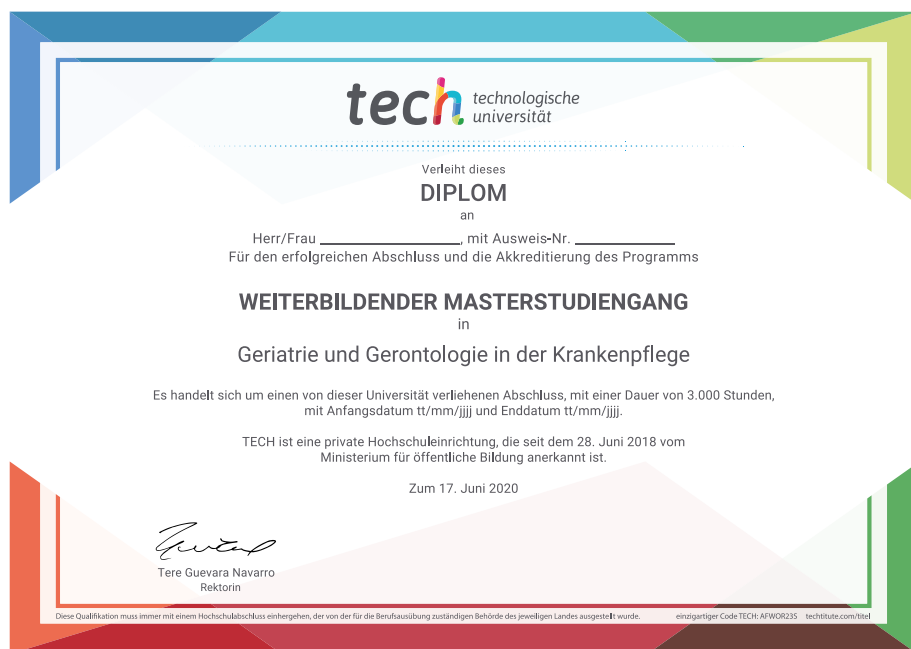 tech technologische
universität
Verleiht dieses
DIPLOM
an
Herr/Frau ____________________, mit Ausweis-Nr. _______________
Für den erfolgreichen Abschluss und die Akkreditierung des Programms
WEITERBILDENDER MASTERSTUDIENGANG
in
Geriatrie und Gerontologie in der Krankenpflege
Es handelt sich um einen von dieser Universität verliehenen Abschluss, mit einer Dauer von 3.000 Stunden,
mit Anfangsdatum tt/mm/jjjj und Enddatum tt/mm/jjjj.
TECH ist eine private Hochschuleinrichtung, die seit dem 28. Juni 2018 vom
Ministerium für öffentliche Bildung anerkannt ist.
Zum 17. Juni 2020
Tere Guevara Navarro
Rektorin
Diese Qualifikation muss immer mit einem Hochschulabschluss einhergehen, der von der für die Berufsausübung zuständigen Behörde des jeweiligen Landes ausgestellt wurde. einzigartiger Code TECH: AFWOR235 techtitute.com/titel